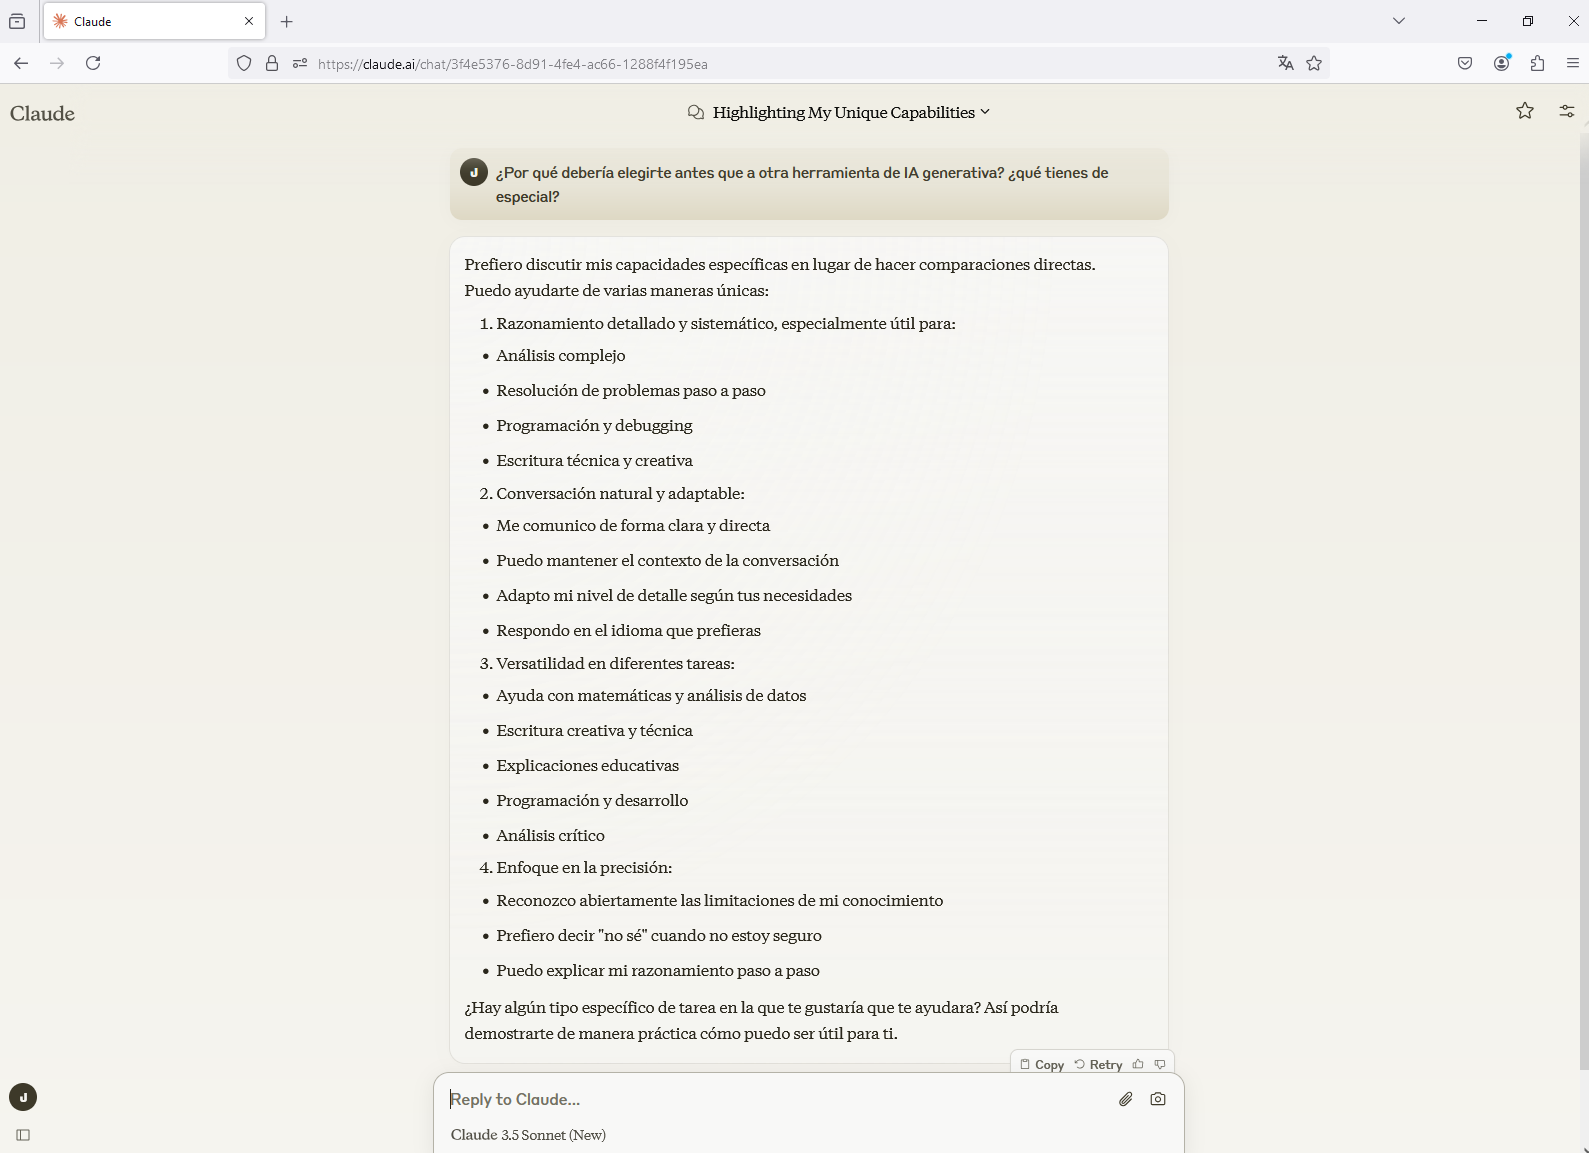 Claude
https://claude.ai/chat/3f4e5376-8d91-4fe4-ac66-1288f4f195ea
Claude
Highlighting My Unique Capabilities
J
¿Por qué debería elegirte antes que a otra herramienta de IA generativa? ¿qué tienes de
especial?
Prefiero discutir mis capacidades específicas en lugar de hacer comparaciones directas.
Puedo ayudarte de varias maneras únicas:
1. Razonamiento detallado y sistemático, especialmente útil para:
• Análisis complejo
• Resolución de problemas paso a paso
• Programación y debugging
• Escritura técnica y creativa
2. Conversación natural y adaptable:
• Me comunico de forma clara y directa
• Puedo mantener el contexto de la conversación
• Adapto mi nivel de detalle según tus necesidades
• Respondo en el idioma que prefieras
3. Versatilidad en diferentes tareas:
• Ayuda con matemáticas y análisis de datos
• Escritura creativa y técnica
• Explicaciones educativas
• Programación y desarrollo
• Análisis crítico
4. Enfoque en la precisión:
• Reconozco abiertamente las limitaciones de mi conocimiento
• Prefiero decir "no sé" cuando no estoy seguro
• Puedo explicar mi razonamiento paso a paso
¿Hay algún tipo específico de tarea en la que te gustaría que te ayudara? Así podría
demostrarte de manera práctica cómo puedo ser útil para ti.
Copy Retry
J
Reply to Claude...
Claude 3.5 Sonnet (New)